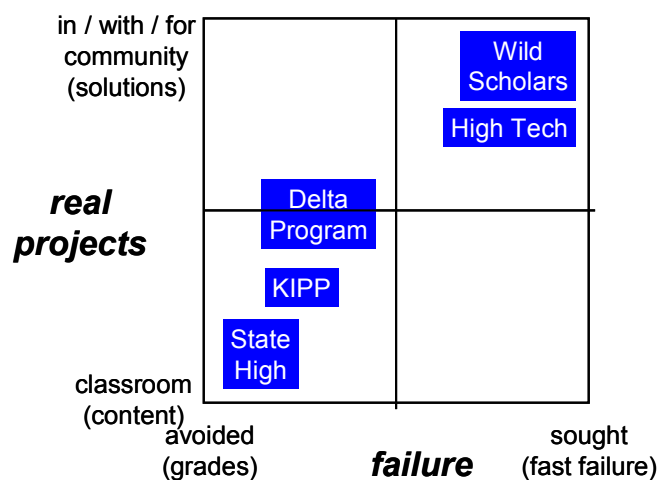 in / with / for
community
(solutions)
Wild
Scholars
High Tech
real
projects
Delta
Program
KIPP
State
High
classroom
(content)
avoided
(grades)
failure
sought
(fast failure)